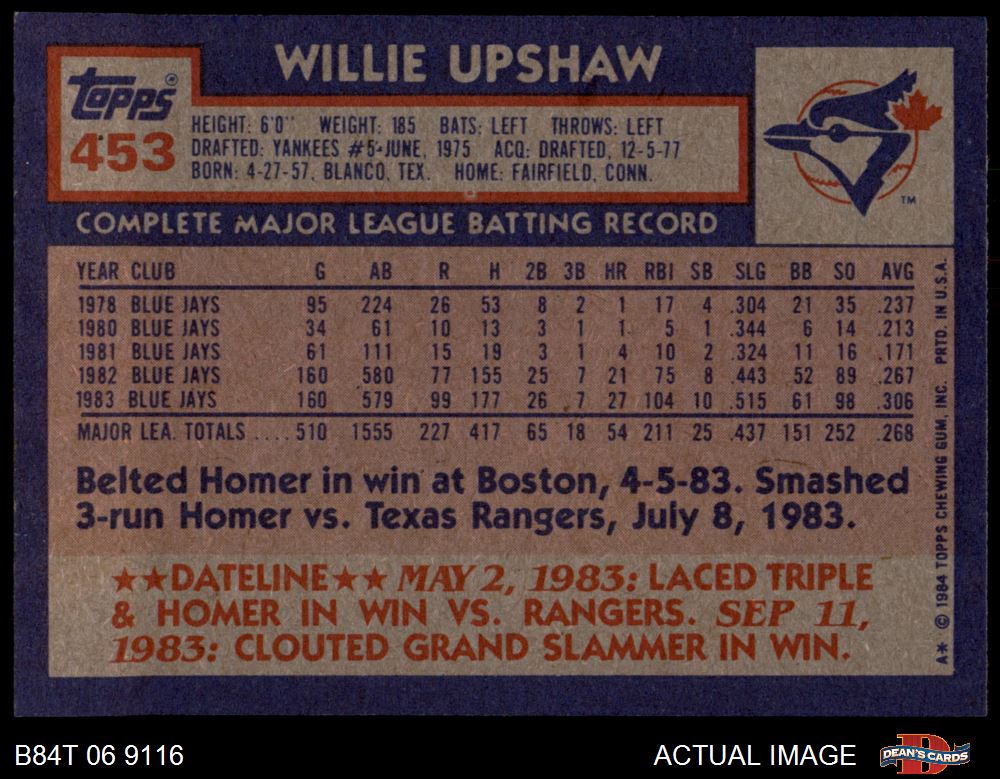 WILLIE UPSHAW
Topps®
453
HEIGHT: 6'0" WEIGHT: 185 BATS: LEFT THROWS: LEFT
DRAFTED: YANKEES #5-JUNE, 1975 ACQ: DRAFTED, 12-5-77
BORN: 4-27-57, BLANCO, TEX. HOME: FAIRFIELD, CONN.
TM
COMPLETE MAJOR LEAGUE BATTING RECORD
YEAR CLUB G AB R H 2B 3B HR RBI SB SLG BB SO AVG
1978 BLUE JAYS 95 224 26 53 8 2 1 17 4 .304 21 35 .237
1980 BLUE JAYS 34 61 10 13 3 1 1 5 1 .344 6 14 .213
1981 BLUE JAYS 61 111 15 19 3 1 4 10 2 .324 11 16 .171
1982 BLUE JAYS 160 580 77 155 25 7 21 75 8 .443 52 89 .267
1983 BLUE JAYS 160 579 99 177 26 7 27 104 10 .515 61 98 .306
MAJOR LEA. TOTALS ....510 1555 227 417 65 18 54 211 25 .437 151 252 .268
Belted Homer in win at Boston, 4-5-83. Smashed
3-run Homer vs. Texas Rangers, July 8, 1983.
★★DATELINE★★ MAY 2, 1983: LACED TRIPLE
& HOMER IN WIN VS. RANGERS. SEP 11,
1983: CLOUTED GRAND SLAMMER IN WIN.
A* © 1984 TOPPS CHEWING GUM, INC. PRTD. IN U.S.A.
B84T 06 9116
ACTUAL IMAGE
DEAN'S CARDS